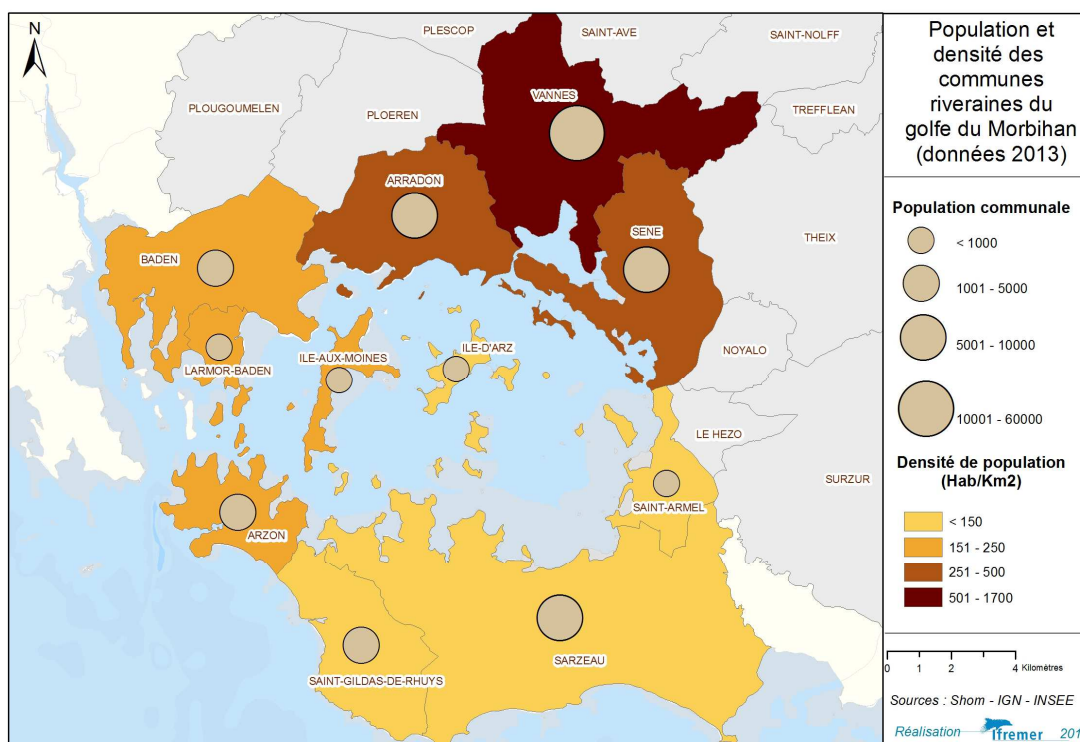 N
PLESCOP
SAINT-AVE
SAINT-NOLFF
VANNES
PLOUGOUMELEN
PLOEREN
TREFFLEAN
ARRADON
SENE
THEIX
BADEN
NOYALO
ILE-D'ARZ
ILE-AUX-MOINES
LARMOR-BADEN
LE HEZO
SURZUR
SAINT-ARMEL
ARZON
SARZEAU
SAINT-GILDAS-DE-RHUYS
Population et
densité des
communes
riveraines du
golfe du Morbihan
(données 2013)
Population communale
< 1000
1001 - 5000
5001 - 10000
10001 - 60000
Densité de population
(Hab/Km2)
< 150
151 - 250
251 - 500
501 - 1700
0 1 2 4 Kilomètres
Sources : Shom - IGN - INSEE
Réalisation Ifremer 201